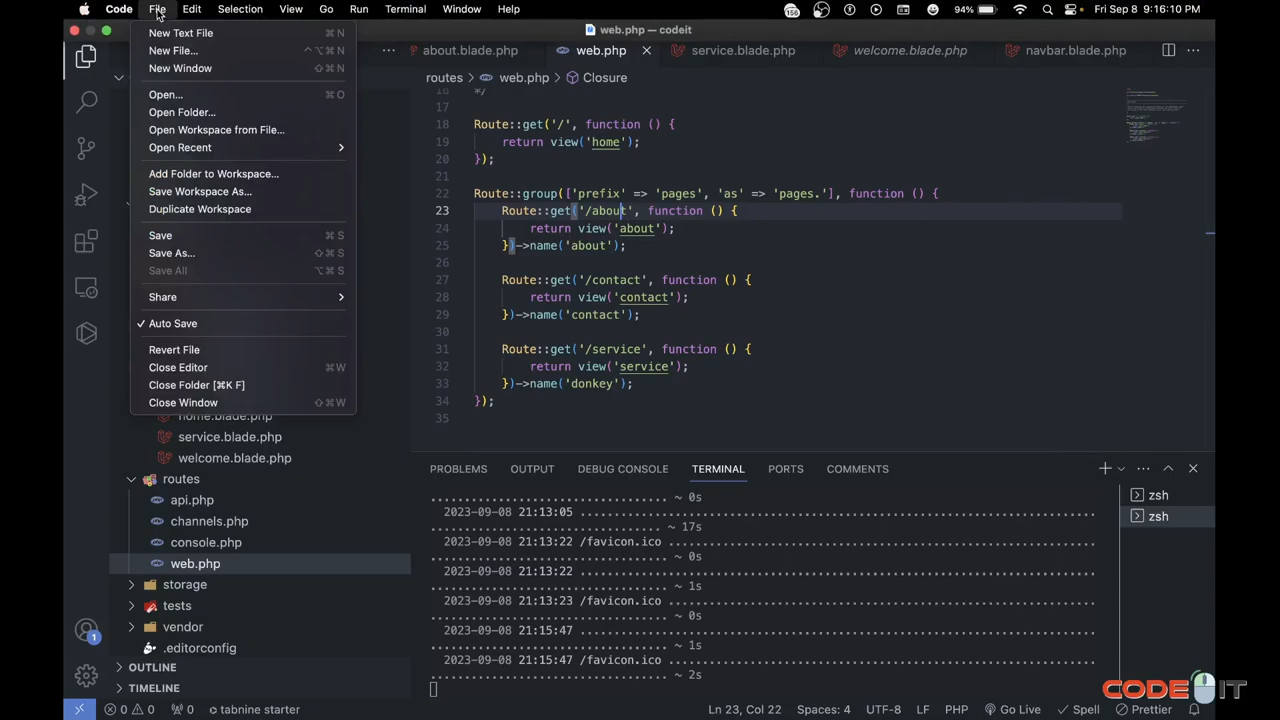 Code File Edit Selection View Go Run Terminal Window Help 156 94% Fri Sep 8 9:16:10 PM
web.php — codeit
New Text File ⌘ N
New File... ^⌥⌘ N
New Window ⇧⌘ N
Open... ⌘ O
Open Folder...
Open Workspace from File...
Open Recent
Add Folder to Workspace...
Save Workspace As...
Duplicate Workspace
Save ⌘ S
Save As... ⇧⌘ S
Save All ⌥⌘ S
Share
✓ Auto Save
Revert File
Close Editor ⌘ W
Close Folder [⌘K F]
Close Window ⇧⌘ W
home.blade.php
service.blade.php
welcome.blade.php
routes
api.php
channels.php
console.php
web.php
storage
tests
vendor
.editorconfig
OUTLINE
TIMELINE
about.blade.php web.php service.blade.php welcome.blade.php navbar.blade.php
routes > web.php > Closure
16 */
17
18 Route::get('/', function () {
19 return view('home');
20 });
21
22 Route::group(['prefix' => 'pages', 'as' => 'pages.'], function () {
23 Route::get('/about', function () {
24 return view('about');
25 })->name('about');
26
27 Route::get('/contact', function () {
28 return view('contact');
29 })->name('contact');
30
31 Route::get('/service', function () {
32 return view('service');
33 })->name('donkey');
34 });
35
PROBLEMS OUTPUT DEBUG CONSOLE TERMINAL PORTS COMMENTS
................................... ~ 0s
2023-09-08 21:13:05 ...............................................................
................................... ~ 17s
2023-09-08 21:13:22 /favicon.ico ....................................................
................................... ~ 0s
2023-09-08 21:13:22 ...............................................................
................................... ~ 1s
2023-09-08 21:13:23 /favicon.ico ....................................................
................................... ~ 0s
2023-09-08 21:15:47 ...............................................................
................................... ~ 1s
2023-09-08 21:15:47 /favicon.ico ....................................................
................................... ~ 2s
zsh
zsh
CODE IT
1
0 0 0 tabnine starter Ln 23, Col 22 Spaces: 4 UTF-8 LF PHP Go Live Spell Prettier